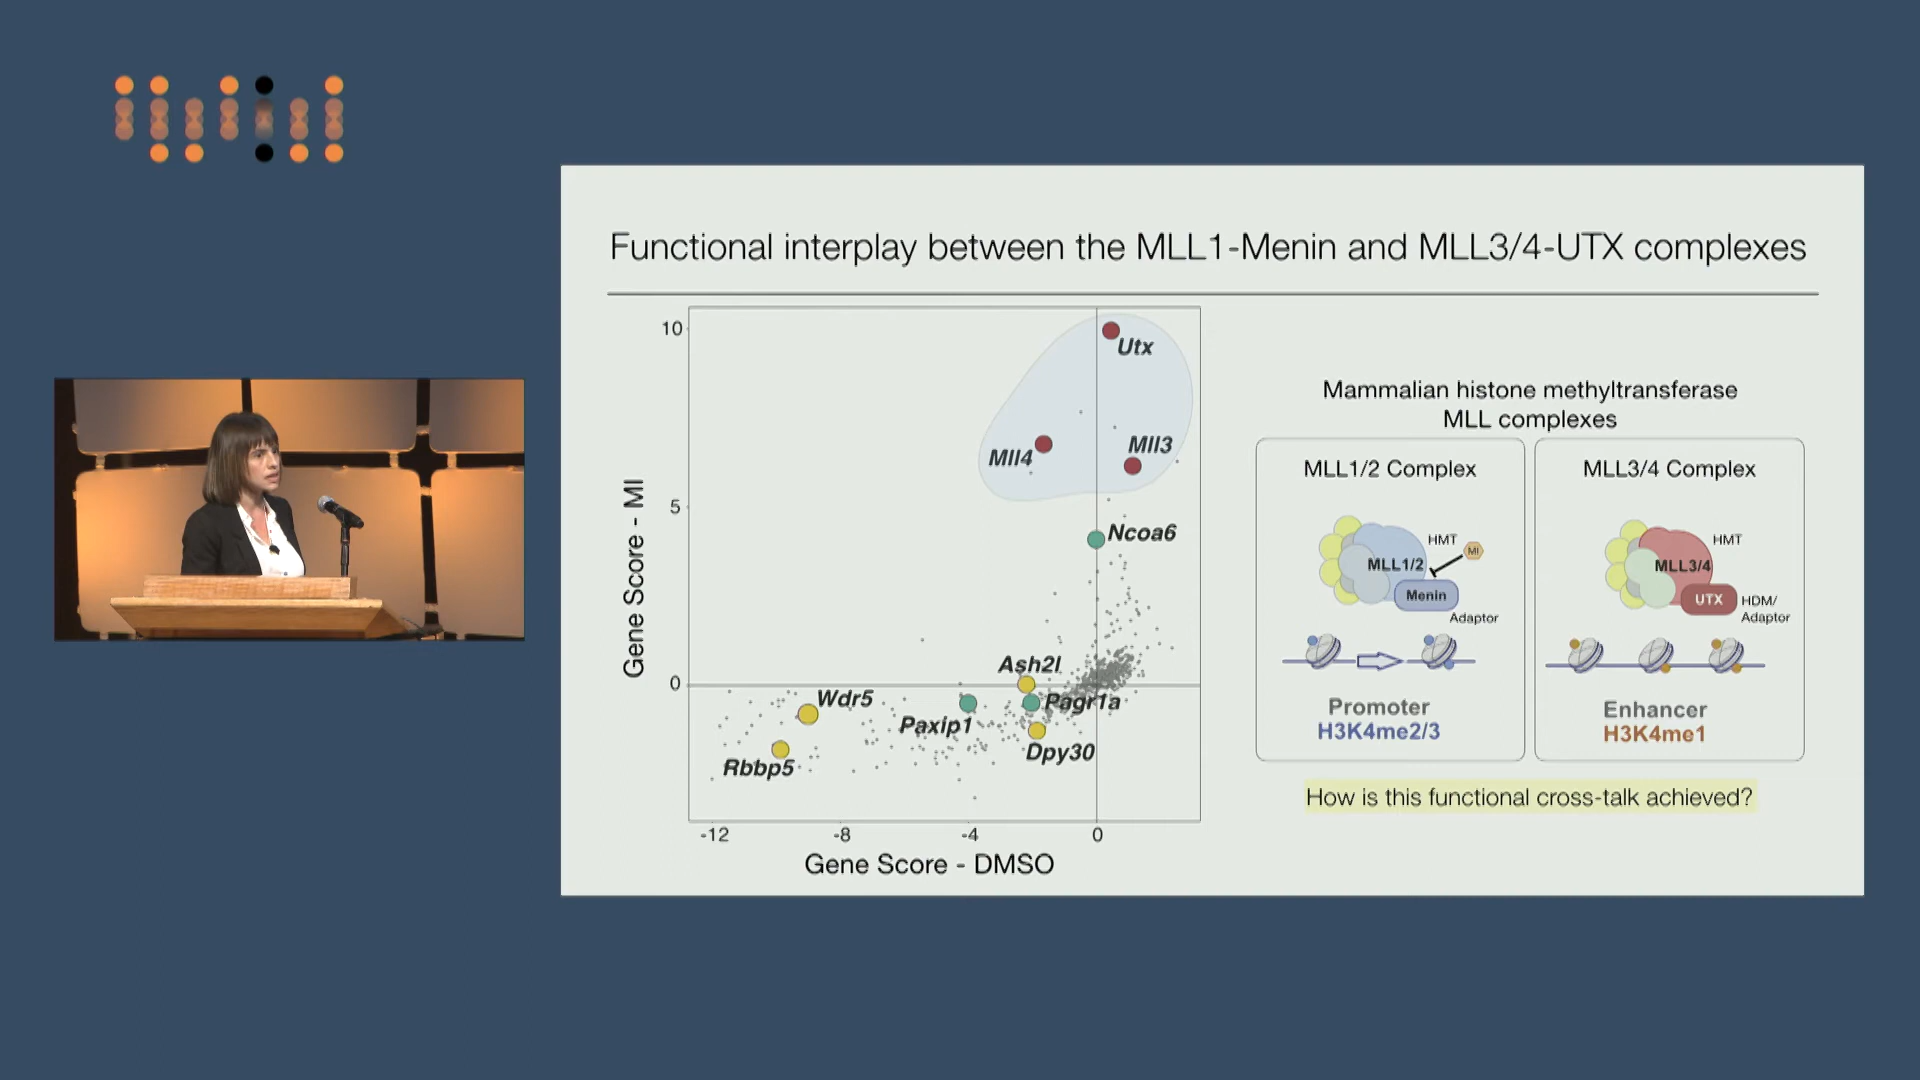 Functional interplay between the MLL1-Menin and MLL3/4-UTX complexes
10
5
0
Gene Score - MI
Utx
Mll4
Mll3
Ncoa6
Ash2l
Wdr5
Paxip1
Pagr1a
Dpy30
Rbbp5
-12
-8
-4
0
Gene Score - DMSO
Mammalian histone methyltransferase
MLL complexes
MLL1/2 Complex
HMT
MI
MLL1/2
Menin
Adaptor
Promoter
H3K4me2/3
MLL3/4 Complex
HMT
MLL3/4
UTX
HDM/
Adaptor
Enhancer
H3K4me1
How is this functional cross-talk achieved?